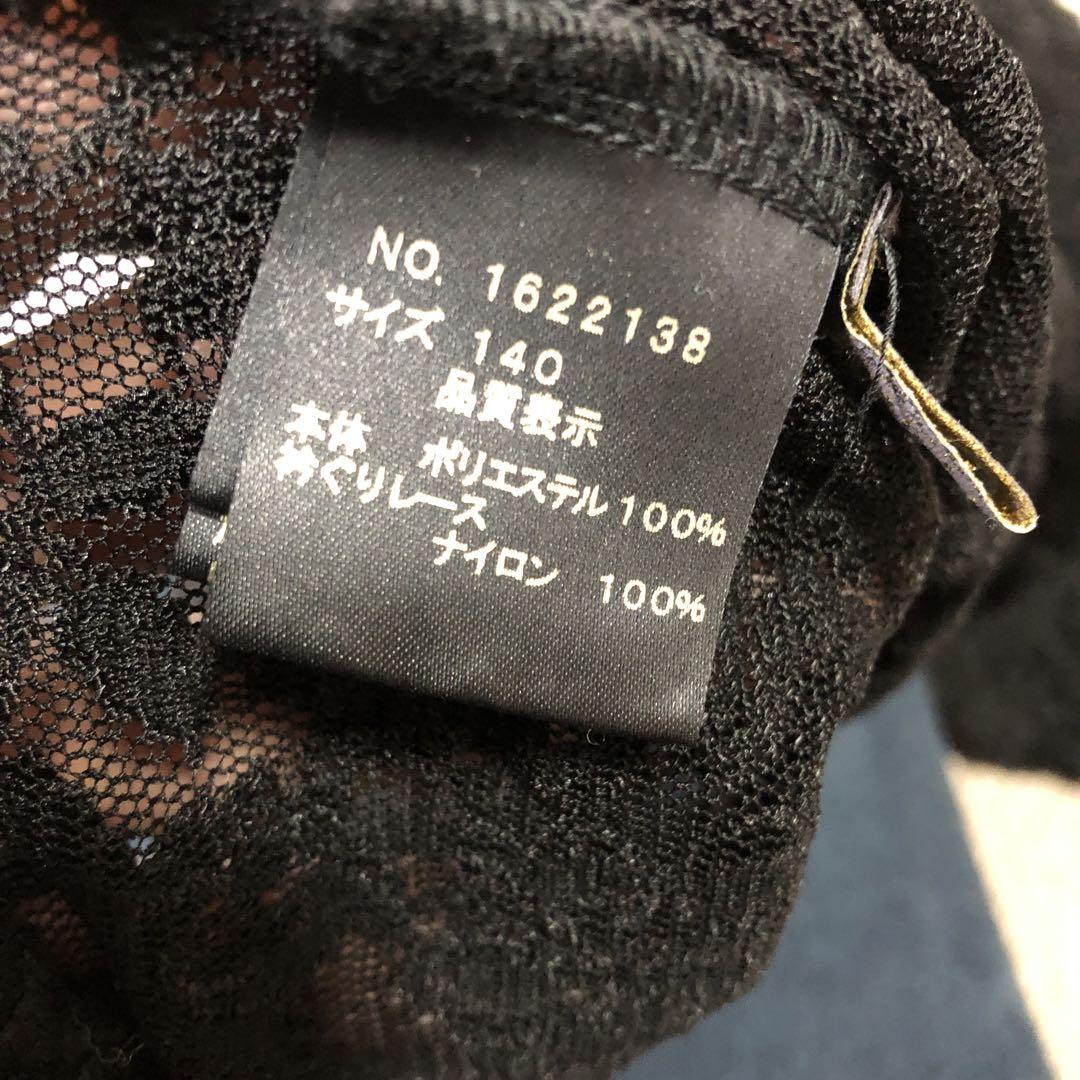 NO. 1622138
サイズ 140
品質表示
本体 ポリエステル100%
衿ぐりレース
ナイロン 100%